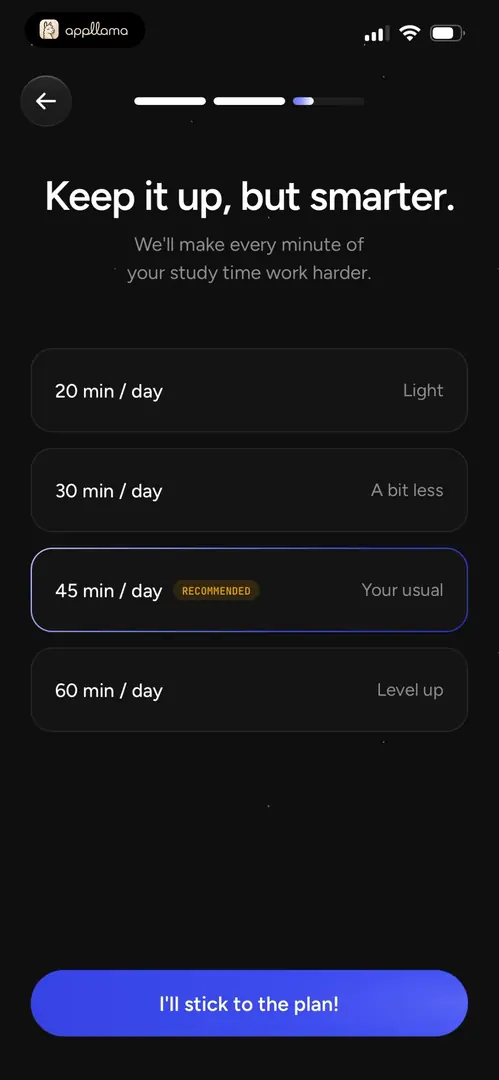 appllama
Keep it up, but smarter.
We'll make every minute of
your study time work harder.
20 min / day Light
30 min / day A bit less
45 min / day RECOMMENDED Your usual
60 min / day Level up
I'll stick to the plan!